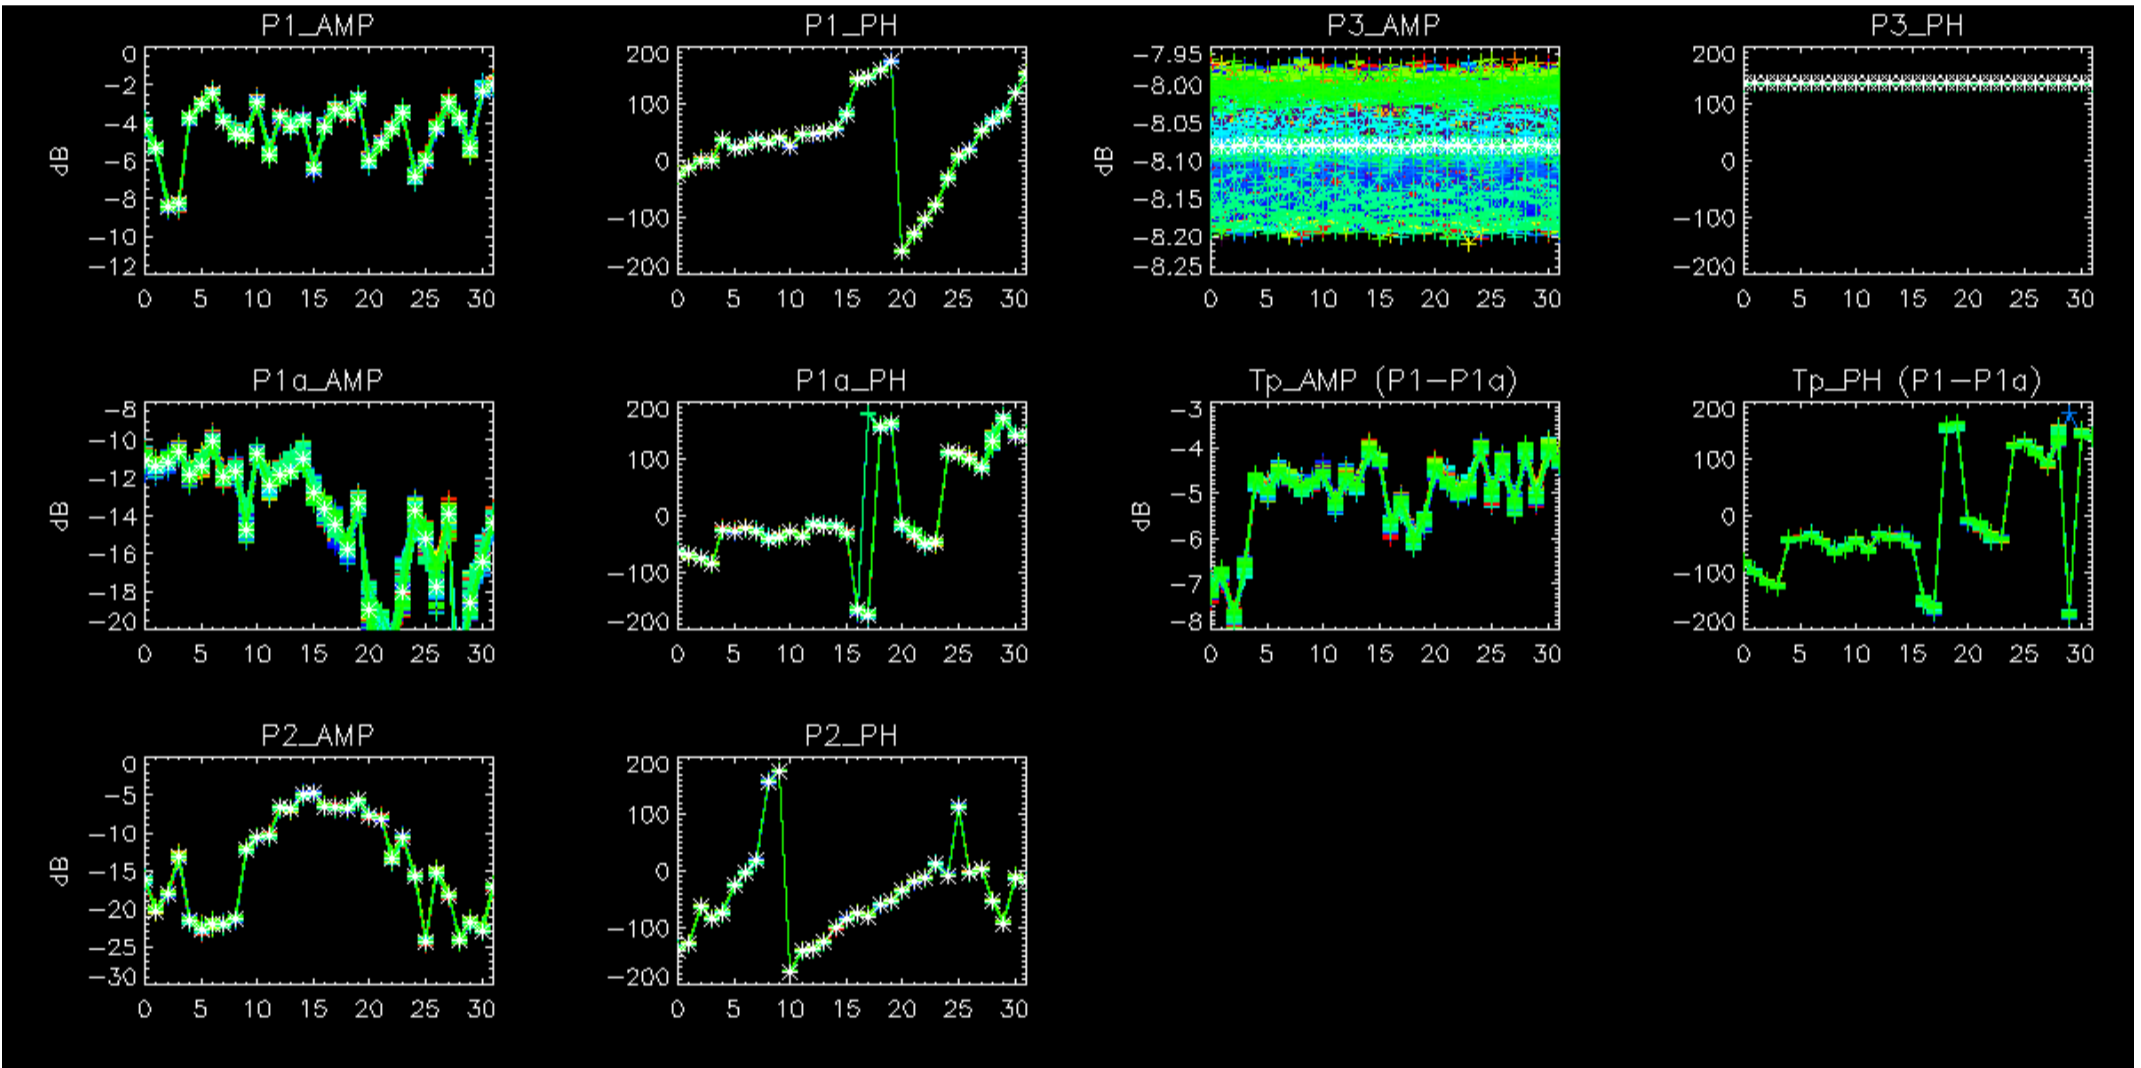 P1_AMP P1_PH P3_AMP P3_PH
0 200 -7.95 200
-2 100 -8.00 100
-4 0 -8.05 0
-6 -100 -8.10 -100
-8 -200 -8.15 -200
-10 -8.20
-12 -8.25
dB dB
0 5 10 15 20 25 30 0 5 10 15 20 25 30 0 5 10 15 20 25 30 0 5 10 15 20 25 30
P1a_AMP P1a_PH Tp_AMP (P1-P1a) Tp_PH (P1-P1a)
-8 200 -3 200
-10 100 -4 100
-12 0 -5 0
-14 -100 -6 -100
-16 -200 -7 -200
-18 -8
-20
dB dB
0 5 10 15 20 25 30 0 5 10 15 20 25 30 0 5 10 15 20 25 30 0 5 10 15 20 25 30
P2_AMP P2_PH
0 200
-5 100
-10 0
-15 -100
-20 -200
-25
-30
dB
0 5 10 15 20 25 30 0 5 10 15 20 25 30